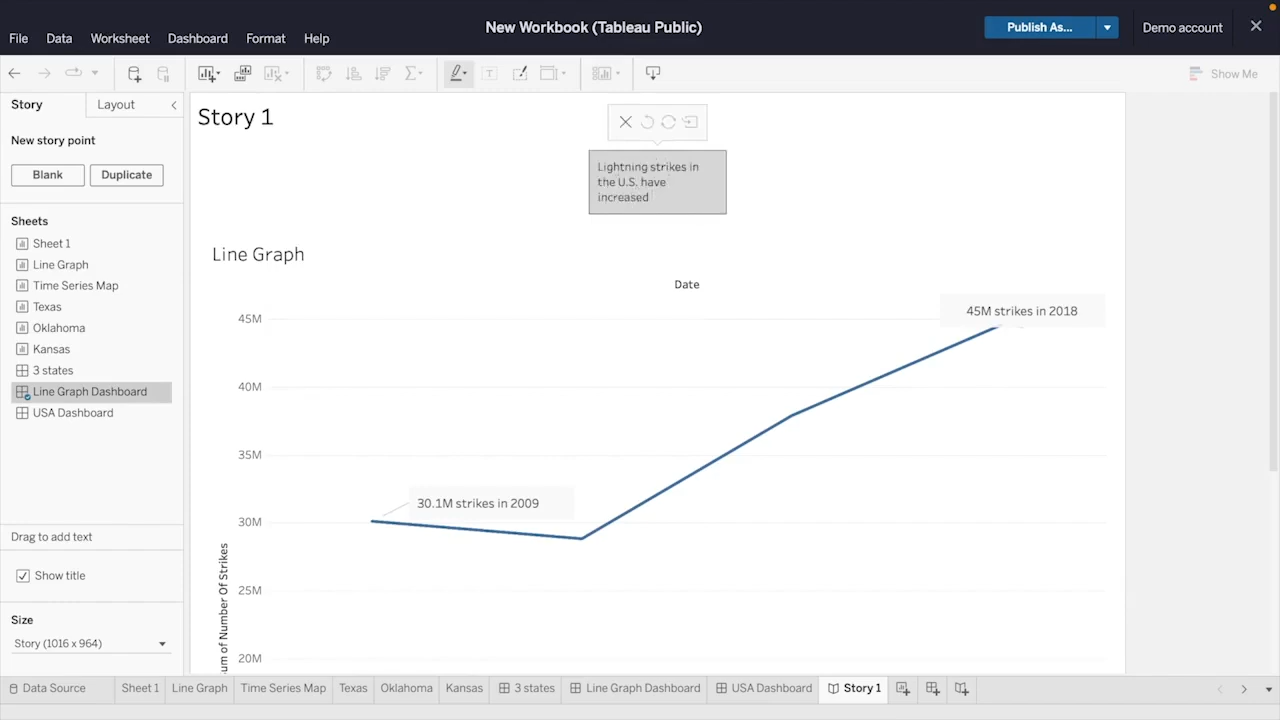 New Workbook (Tableau Public)
Publish As...
Demo account
File Data Worksheet Dashboard Format Help
Show Me
Story
Layout
New story point
Blank
Duplicate
Sheets
Sheet 1
Line Graph
Time Series Map
Texas
Oklahoma
Kansas
3 states
Line Graph Dashboard
USA Dashboard
Drag to add text
Show title
Size
Story (1016 x 964)
Story 1
Lightning strikes in
the U.S. have
increased
Line Graph
Date
45M
45M strikes in 2018
40M
35M
30.1M strikes in 2009
30M
25M
20M
of Number Of Strikes
Data Source
Sheet 1
Line Graph
Time Series Map
Texas
Oklahoma
Kansas
3 states
Line Graph Dashboard
USA Dashboard
Story 1